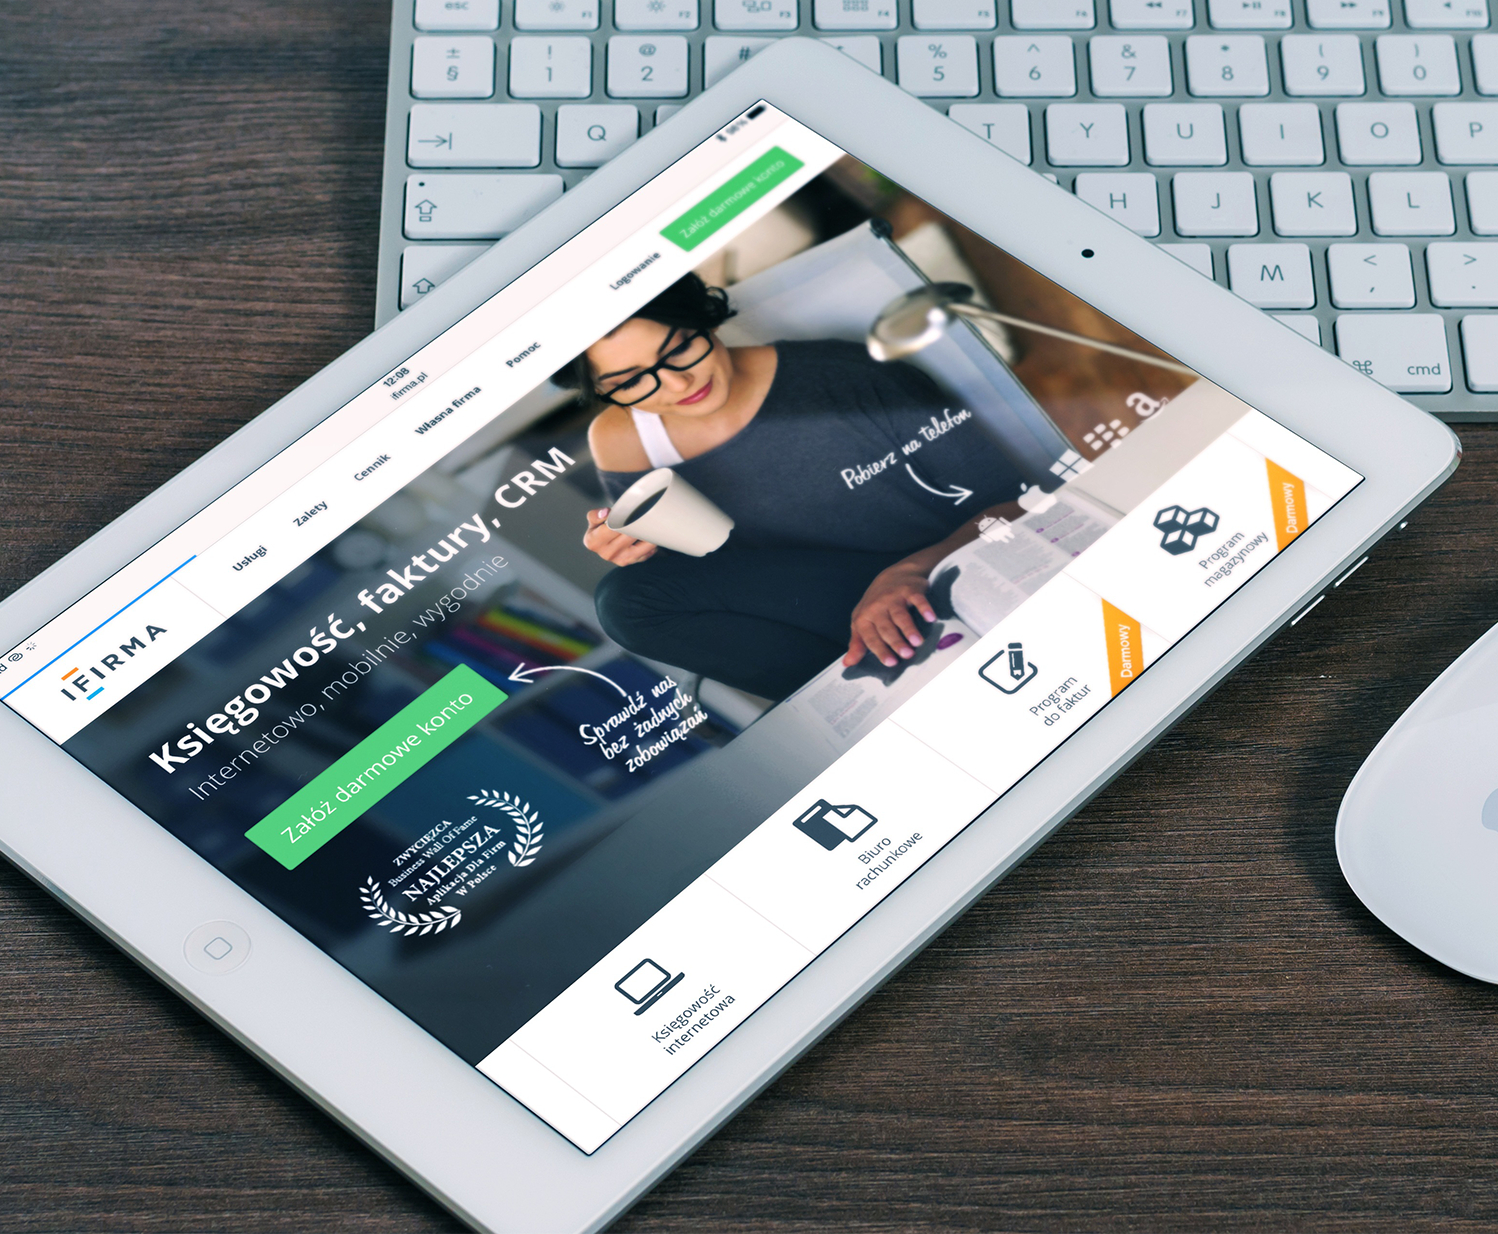 esc
F1
F2
F3
F4
F5
F6
F7
F8
F9
±
§
!
1
@
2
#
%
5
^
6
&
7
*
8
(
9
)
0
Q
T
Y
U
I
O
P
H
J
K
L
M
<
,
>
.
cmd
12:08
ifirma.pl
IFIRMA
Usługi
Zalety
Cennik
Własna firma
Pomoc
Logowanie
Załóż darmowe konto
Księgowość, faktury, CRM
Internetowo, mobilnie, wygodnie
Załóż darmowe konto
Sprawdź nas
bez żadnych
zobowiązań
Pobierz na telefon
ZWYCIĘZCA
Business Wall Of Fame
NAJLEPSZA
Aplikacja Dla Firm
w Polsce
Księgowość
internetowa
Biuro
rachunkowe
Program
do faktur
Darmowy
Program
magazynowy
Darmowy